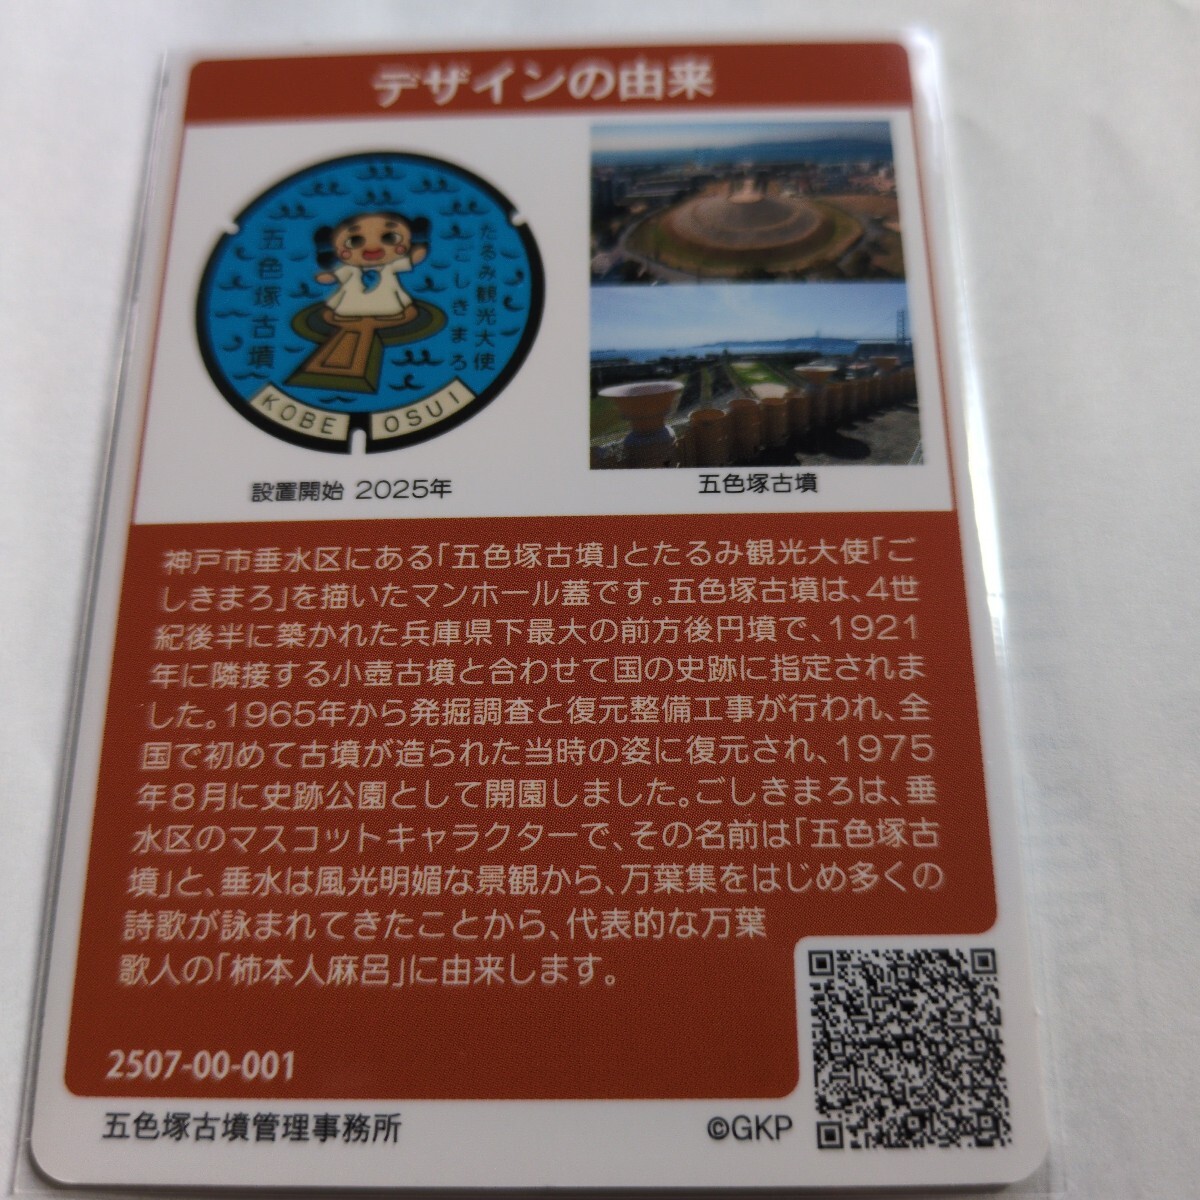 デザインの由来
五色塚古墳
たるみ観光大使
ごしきまろ
KOBE OSUI
設置開始 2025年
五色塚古墳
神戸市垂水区にある「五色塚古墳」とたるみ観光大使「ご
しきまろ」を描いたマンホール蓋です。五色塚古墳は、4世
紀後半に築かれた兵庫県下最大の前方後円墳で、1921
年に隣接する小壺古墳と合わせて国の史跡に指定されま
した。1965年から発掘調査と復元整備工事が行われ、全
国で初めて古墳が造られた当時の姿に復元され、1975
年8月に史跡公園として開園しました。ごしきまろは、垂
水区のマスコットキャラクターで、その名前は「五色塚古
墳」と、垂水は風光明媚な景観から、万葉集をはじめ多くの
詩歌が詠まれてきたことから、代表的な万葉
歌人の「柿本人麻呂」に由来します。
2507-00-001
五色塚古墳管理事務所
©GKP